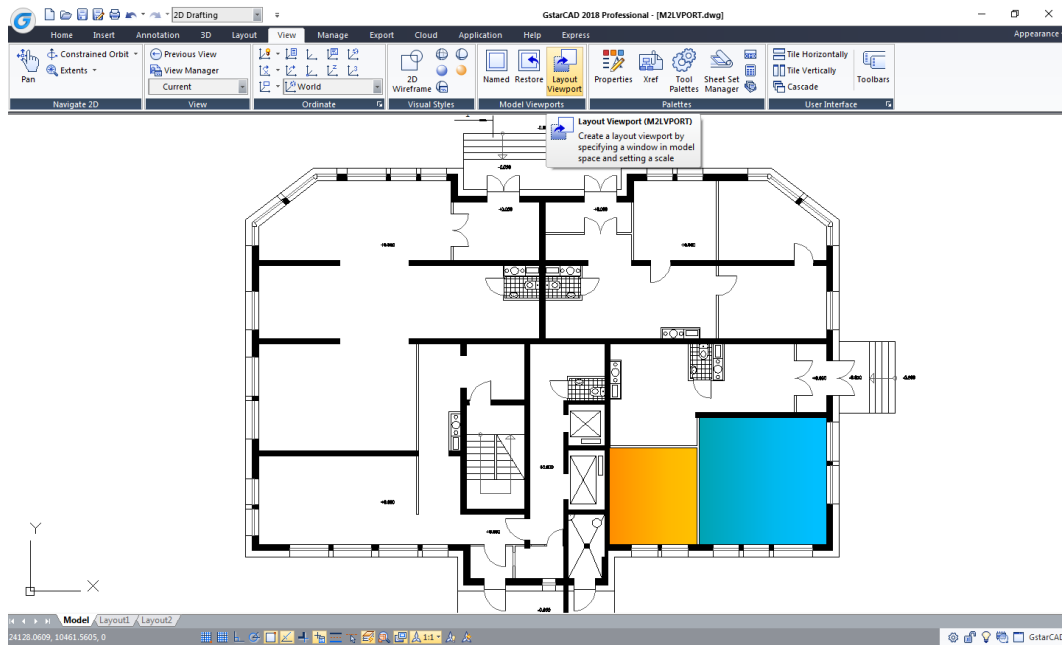 2D Drafting
GstarCAD 2018 Professional - [M2LVPORT.dwg]
Home Insert Annotation 3D Layout View Manage Export Cloud Application Help Express
Appearance
Pan
Constrained Orbit
Extents
Navigate 2D
Previous View
View Manager
Current
View
World
Ordinate
2D
Wireframe
Visual Styles
Named Restore Layout
Viewport
Model Viewports
Properties Xref Tool
Palettes Sheet Set
Manager
Palettes
Tile Horizontally
Tile Vertically
Cascade
Toolbars
User Interface
Layout Viewport (M2LVPORT)
Create a layout viewport by
specifying a window in model
space and setting a scale
Y
X
Model Layout1 Layout2
24128.0609, 10461.5605, 0
1:1
GstarCAD